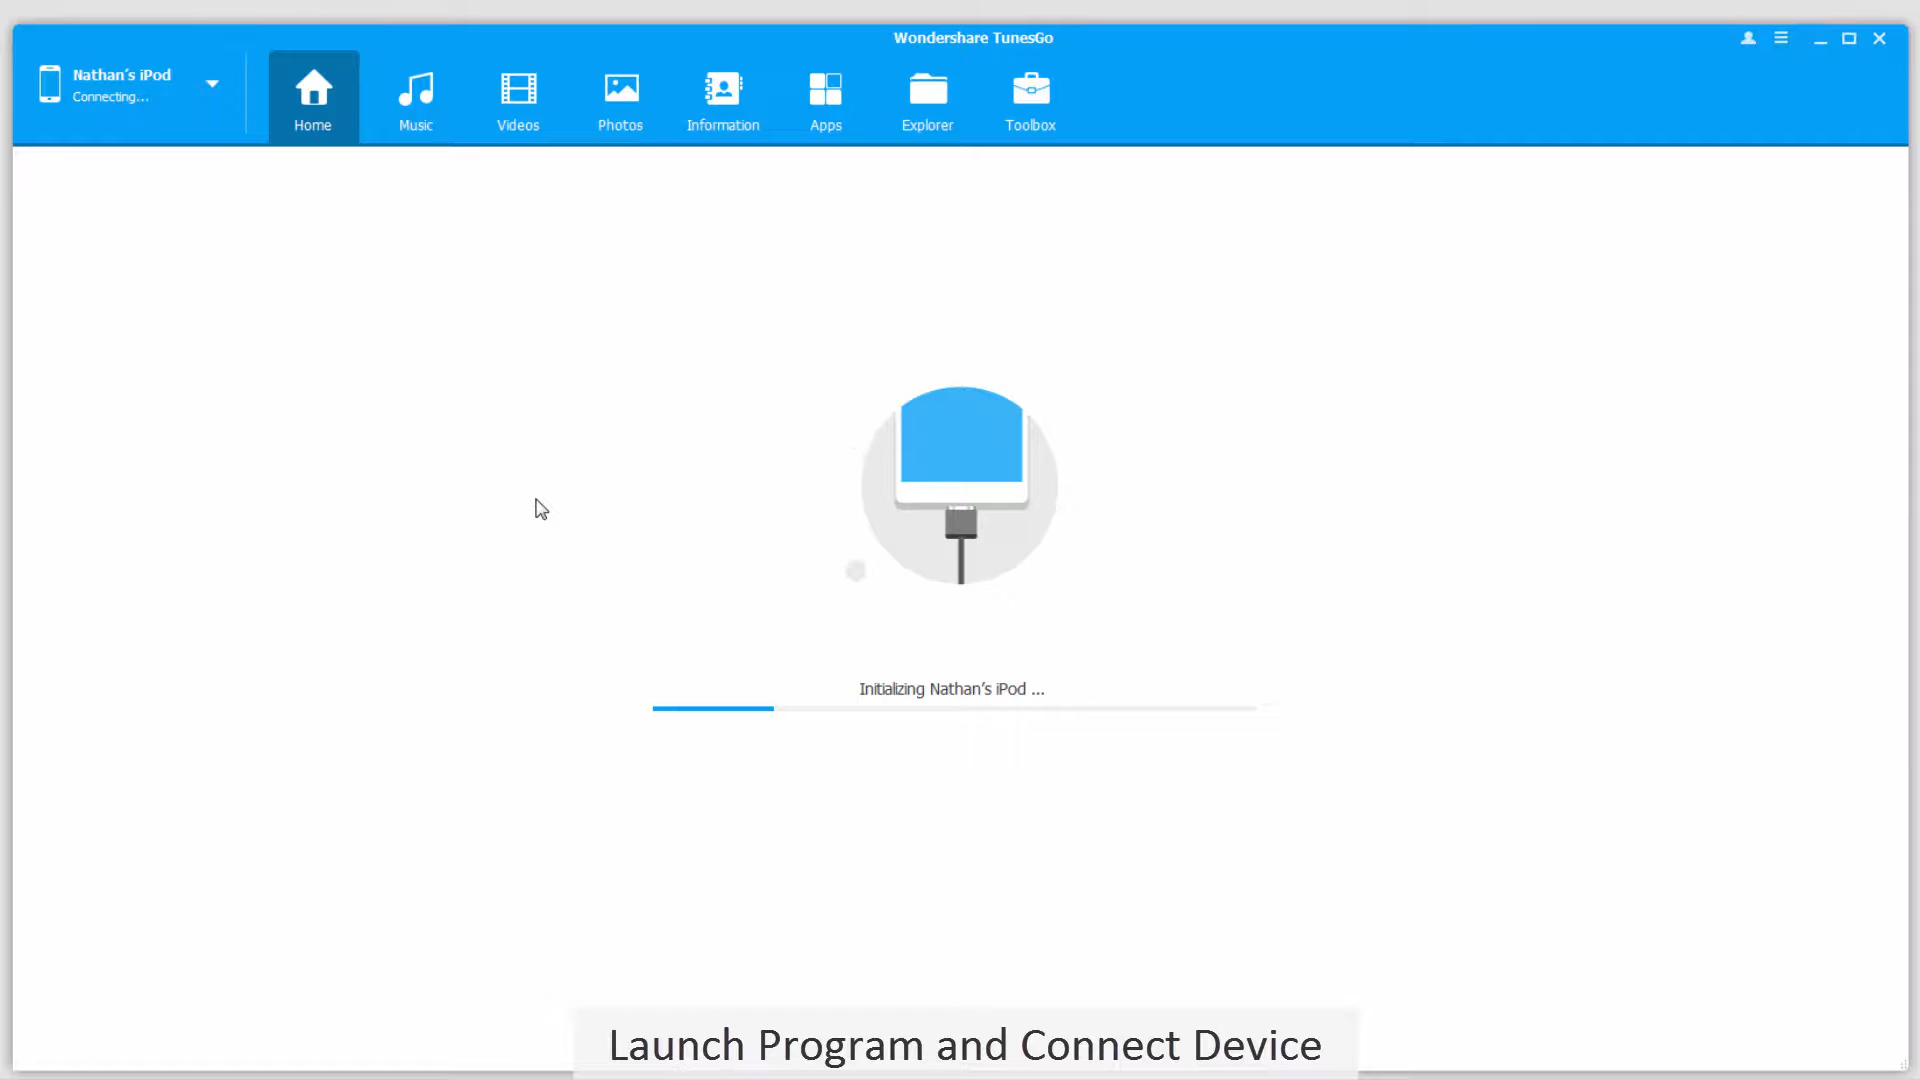 Wondershare TunesGo
Nathan's iPod
Connecting...
Home
Music
Videos
Photos
Information
Apps
Explorer
Toolbox
Initializing Nathan's iPod ...
Launch Program and Connect Device